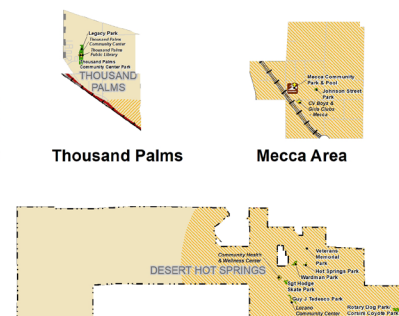 Legacy Park
Thousand Palms
Community Center
Thousand Palms
Public Library
Thousand Palms
Community Center Park
THOUSAND
PALMS
Mecca Community
Park & Pool
Johnson Street
Park
CV Boys &
Girls Clubs
- Mecca
Thousand Palms
Mecca Area
Community Health
& Wellness Center
Veterans
Memorial
Park
DESERT HOT SPRINGS
Hot Springs Park
Wardman Park
Sgt Hodge
Skate Park
Guy J Tedesco Park
Lozano
Community Center
Rotary Dog Park/
Corsini Coyote Park